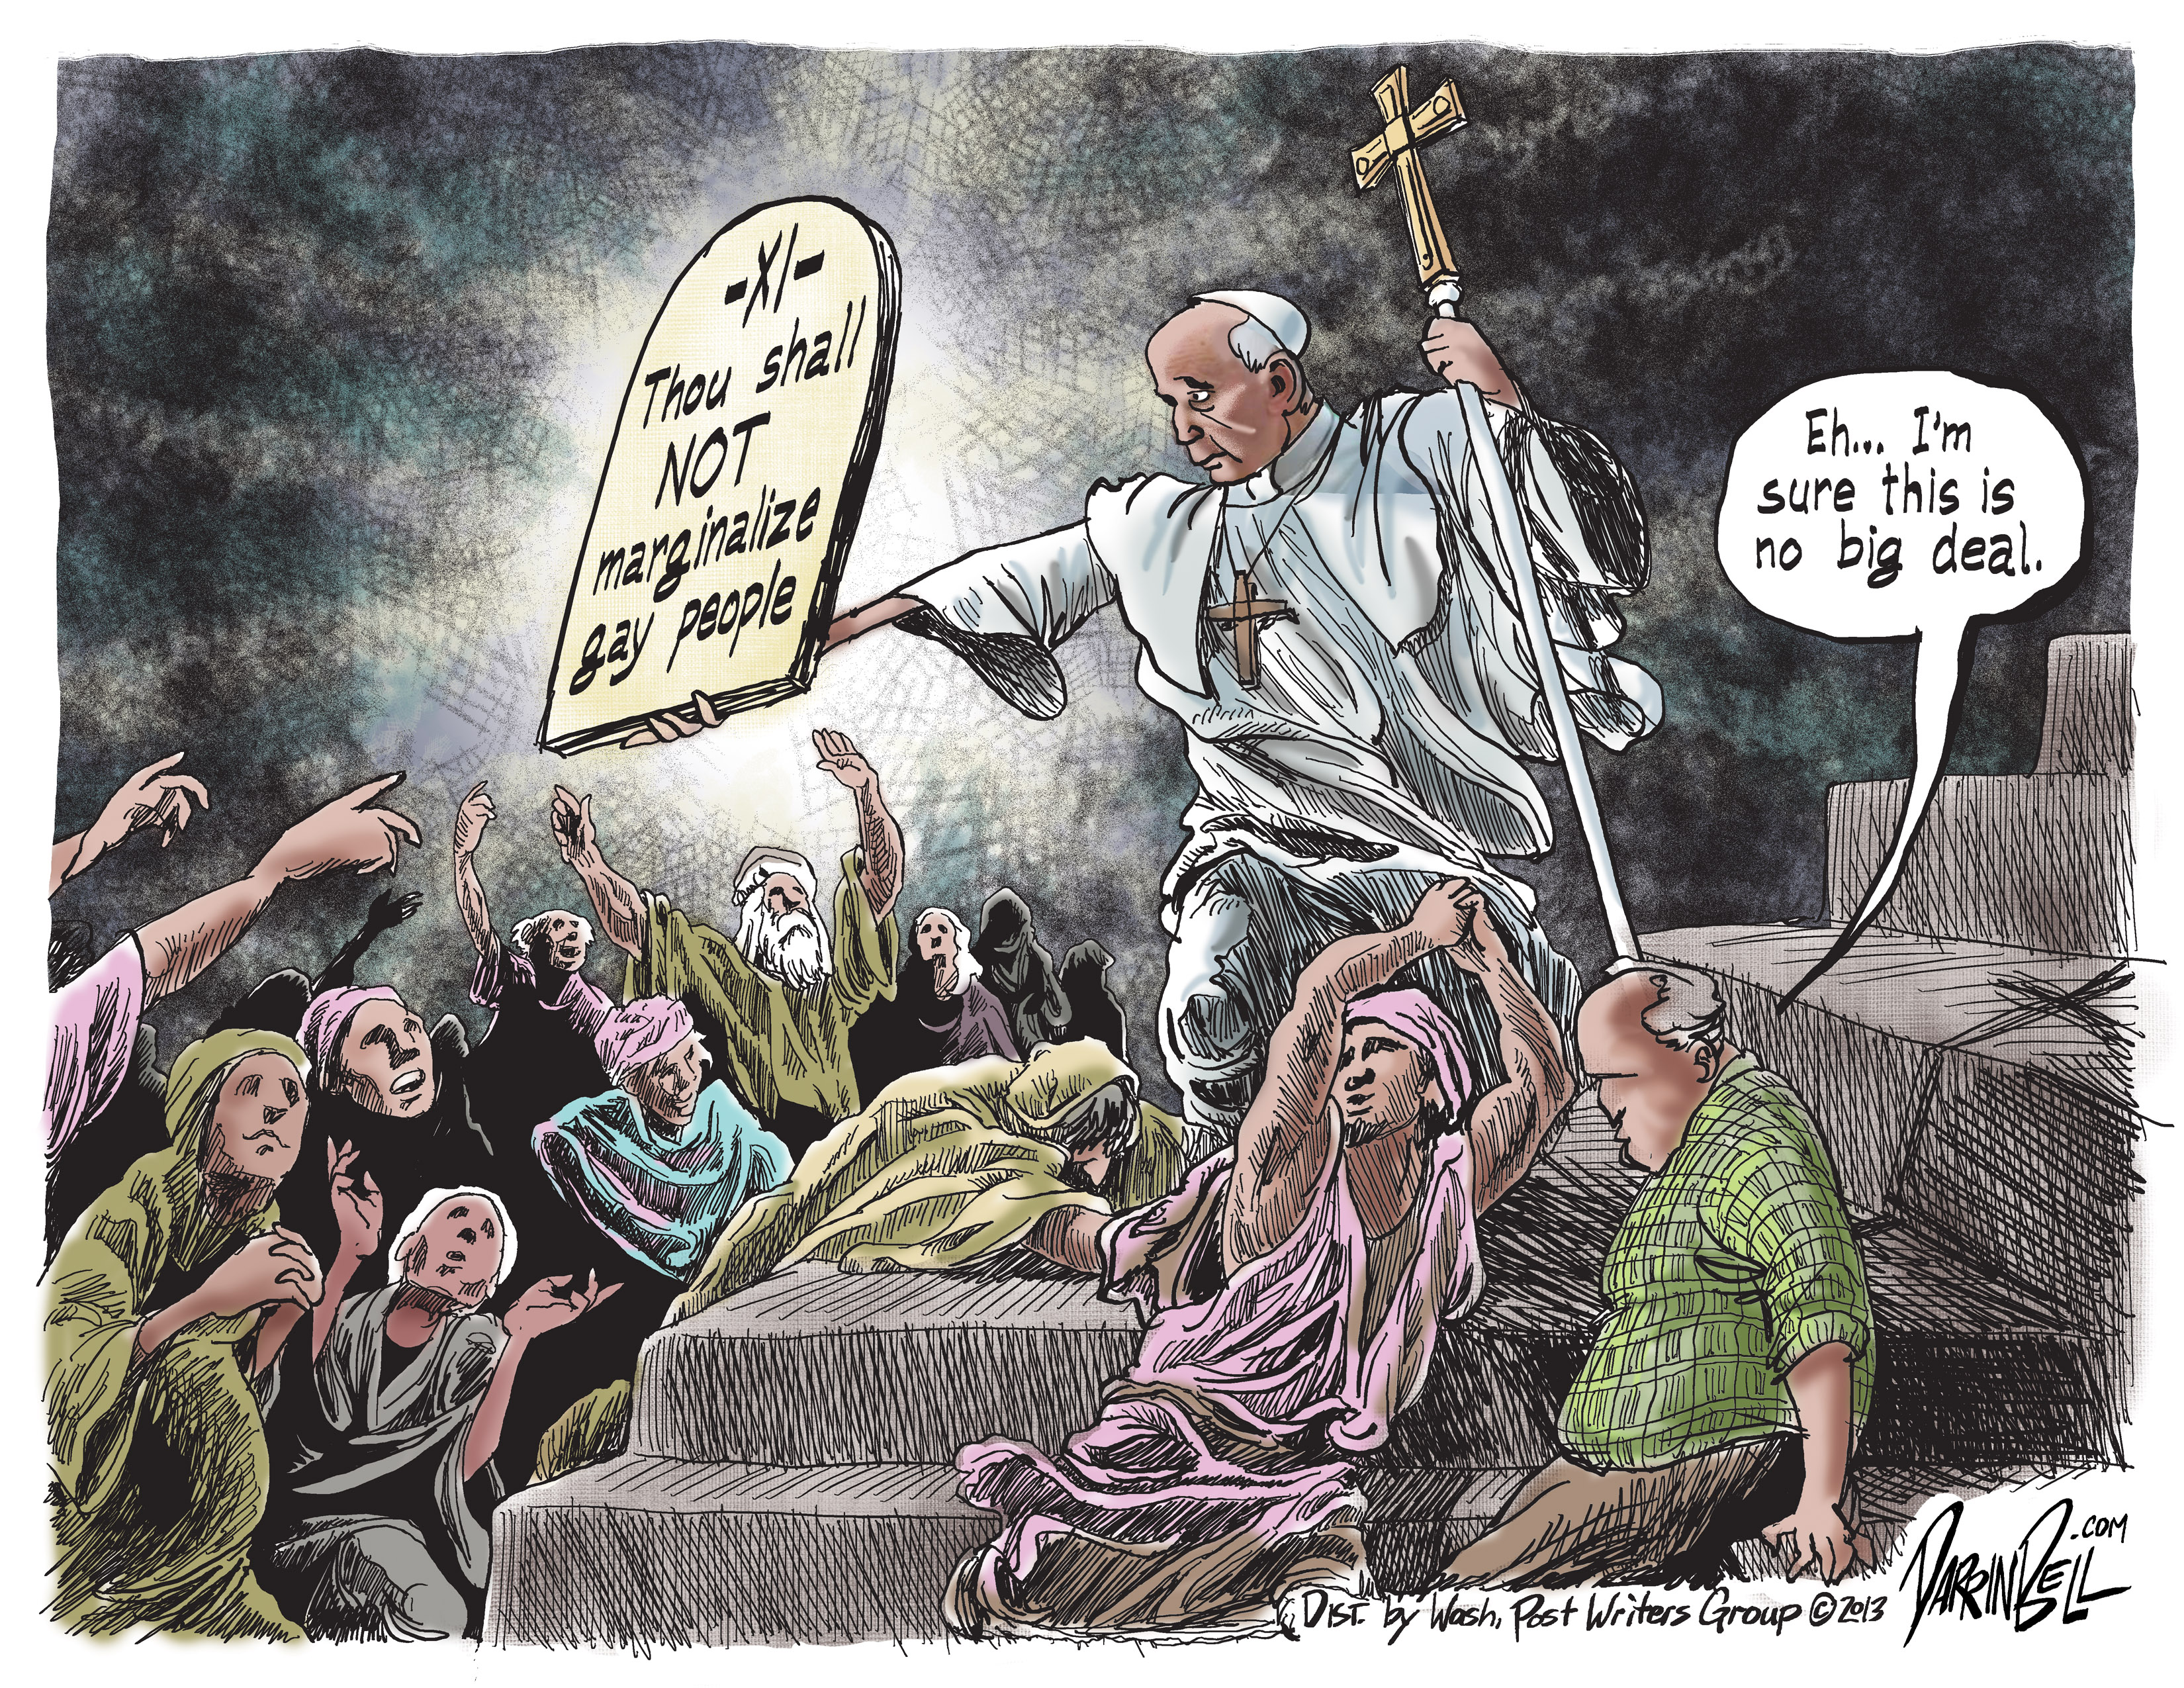 -XI-
Thou shall
NOT
marginalize
gay people
Eh... I'm
sure this is
no big deal.
DARRINBELL.COM
DIST. by Wash. Post Writers Group © 2013